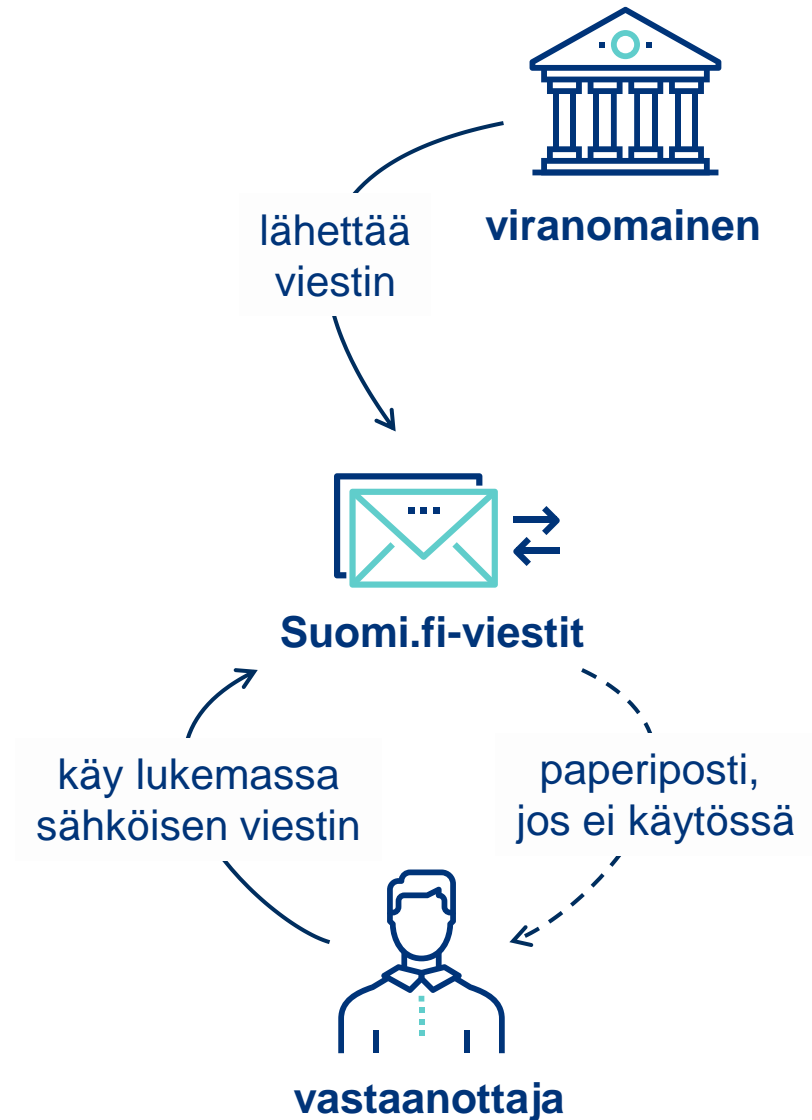 viranomainen
lähettää
viestin
Suomi.fi-viestit
käy lukemassa
sähköisen viestin
paperiposti,
jos ei käytössä
vastaanottaja